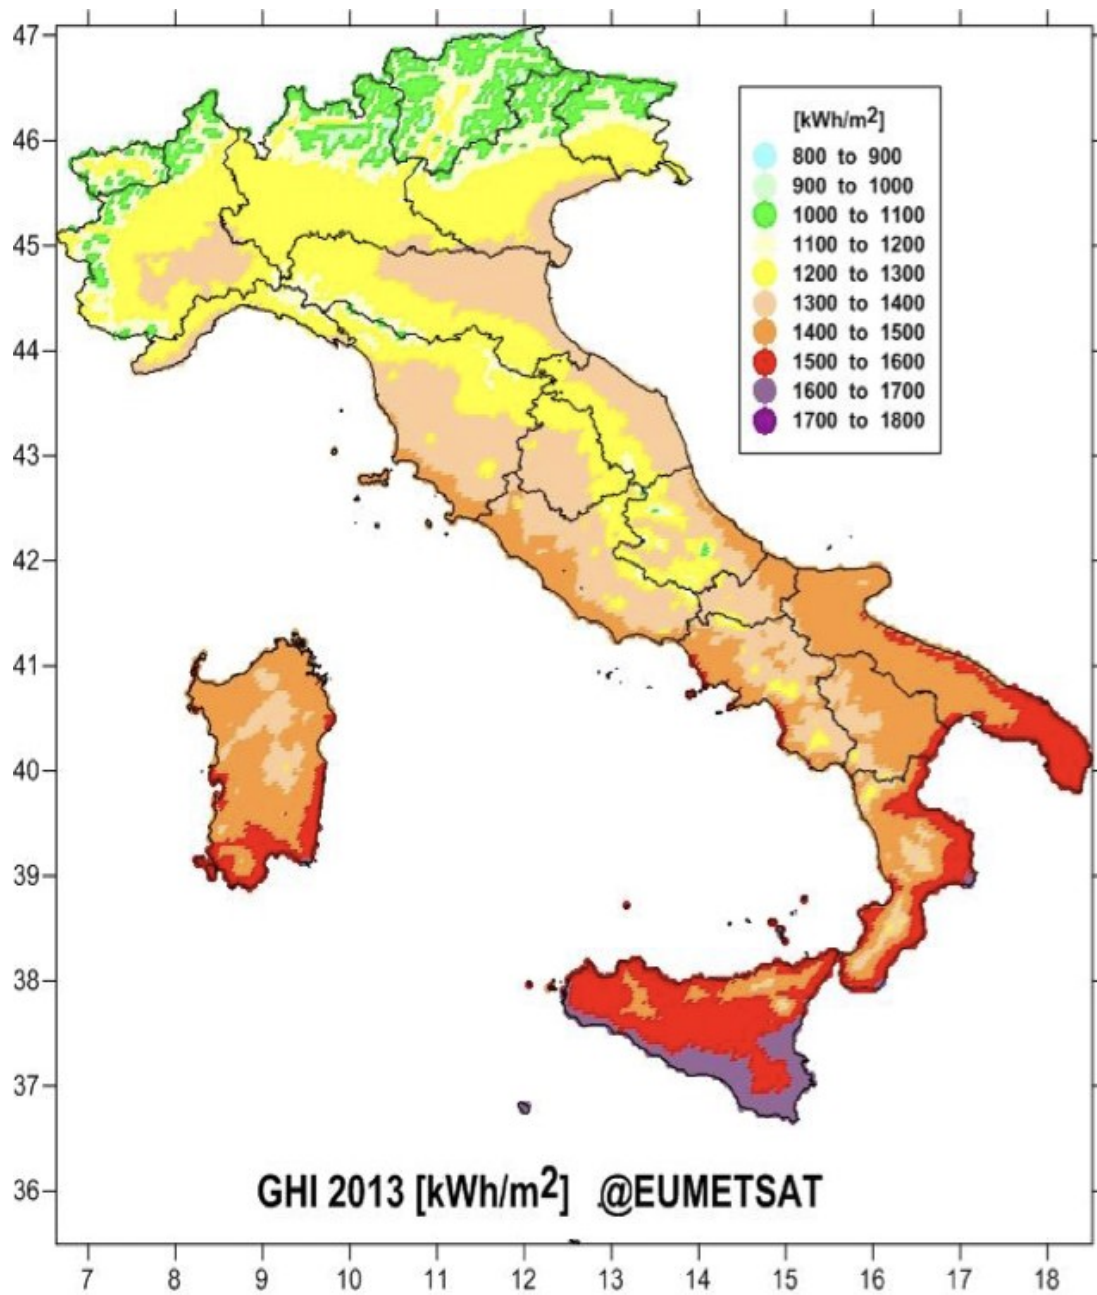 47
46
45
44
43
42
41
40
39
38
37
36
[kWh/m2]
800 to 900
900 to 1000
1000 to 1100
1100 to 1200
1200 to 1300
1300 to 1400
1400 to 1500
1500 to 1600
1600 to 1700
1700 to 1800
GHI 2013 [kWh/m2] @EUMETSAT
7 8 9 10 11 12 13 14 15 16 17 18